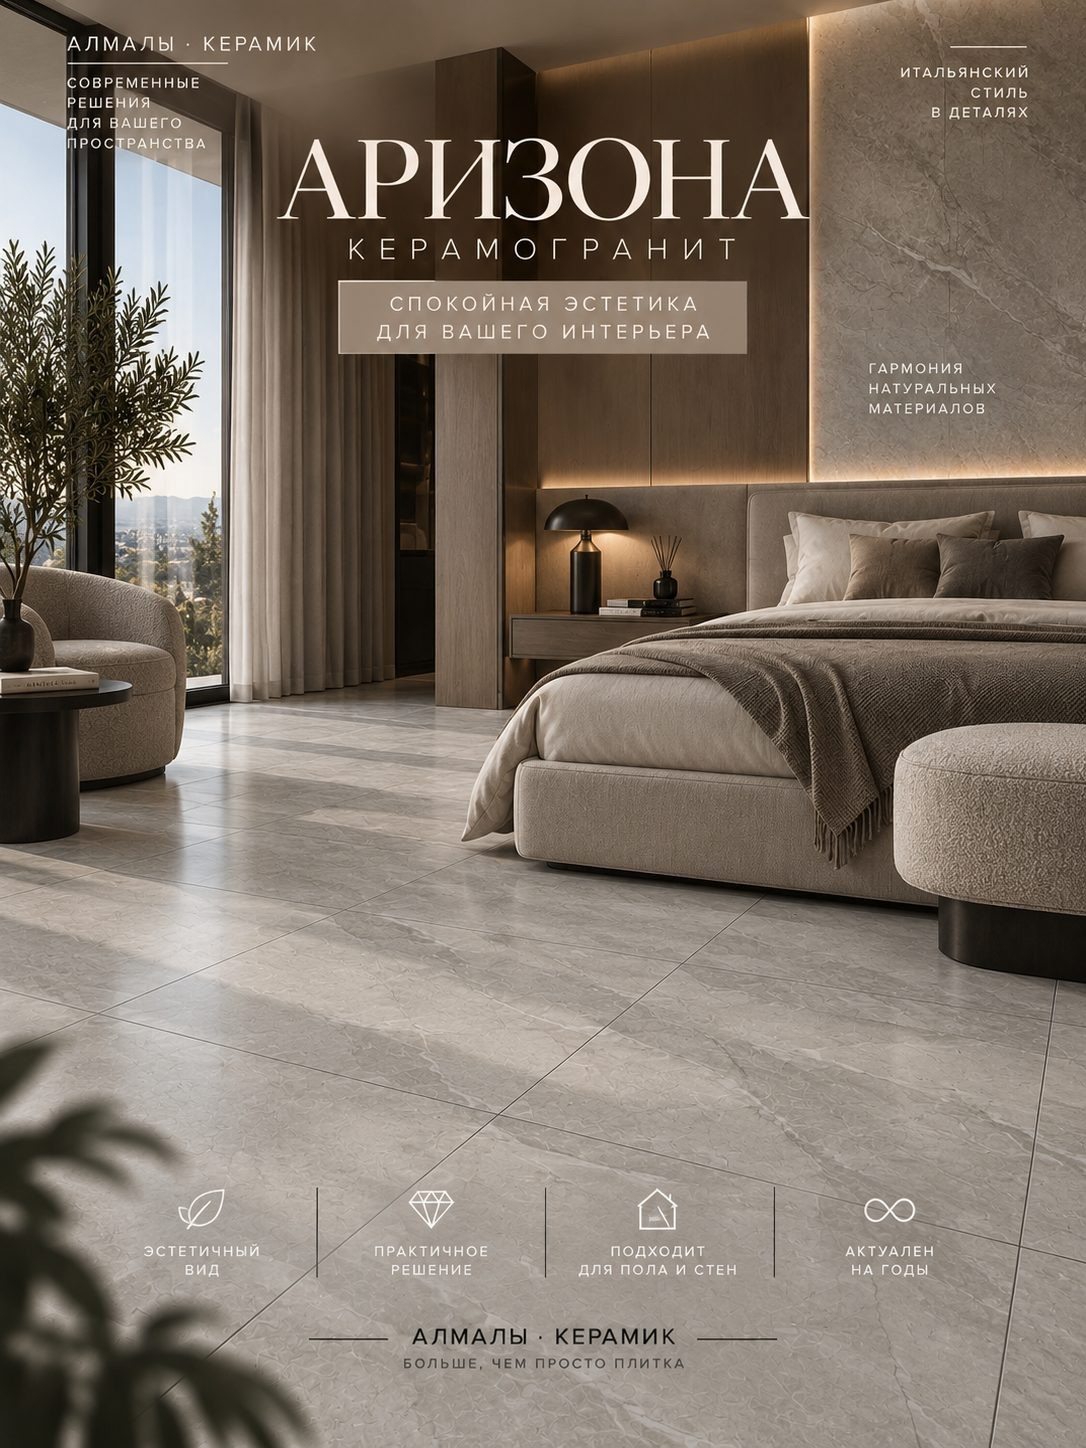 АЛМАЛЫ · КЕРАМИК
СОВРЕМЕННЫЕ
РЕШЕНИЯ
ДЛЯ ВАШЕГО
ПРОСТРАНСТВА
ИТАЛЬЯНСКИЙ
СТИЛЬ
В ДЕТАЛЯХ
АРИЗОНА
КЕРАМОГРАНИТ
СПОКОЙНАЯ ЭСТЕТИКА
ДЛЯ ВАШЕГО ИНТЕРЬЕРА
ГАРМОНИЯ
НАТУРАЛЬНЫХ
МАТЕРИАЛОВ
ЭСТЕТИЧНЫЙ
ВИД
ПРАКТИЧНОЕ
РЕШЕНИЕ
ПОДХОДИТ
ДЛЯ ПОЛА И СТЕН
АКТУАЛЕН
НА ГОДЫ
АЛМАЛЫ · КЕРАМИК
БОЛЬШЕ, ЧЕМ ПРОСТО ПЛИТКА